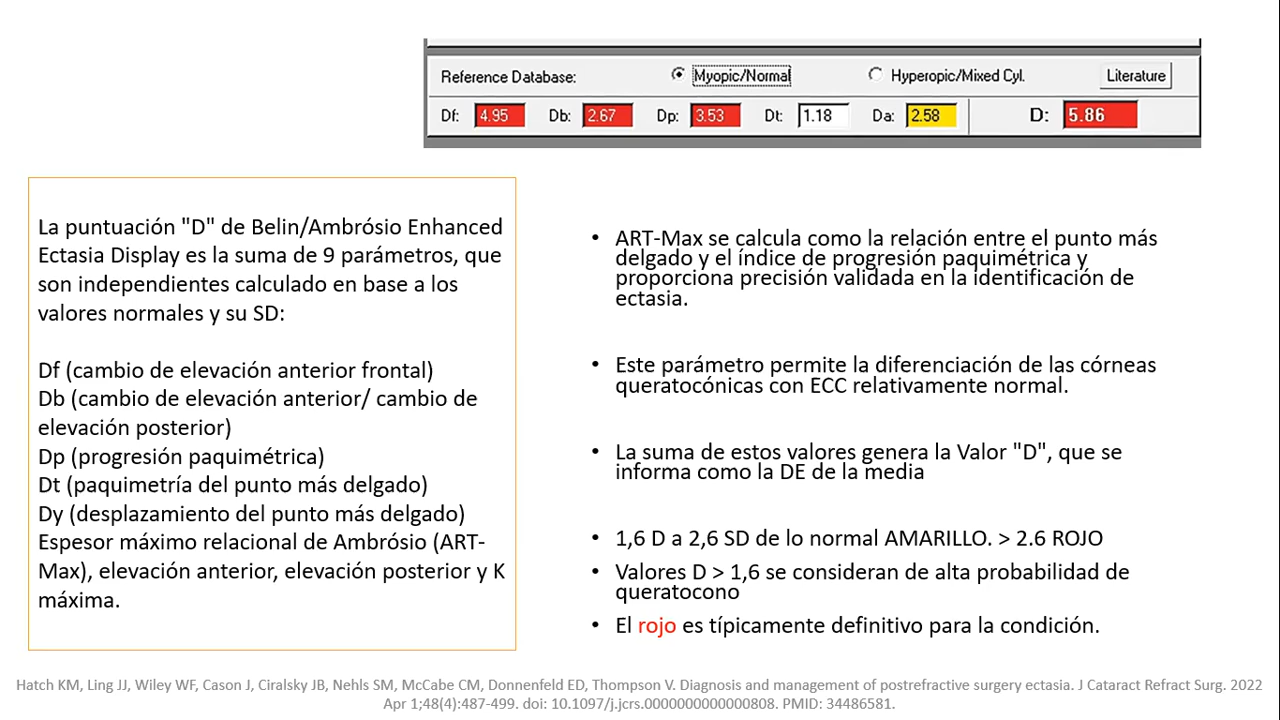 Reference Database: Myopic/Normal Hyperopic/Mixed Cyl. Literature
Df: 4.95 Db: 2.67 Dp: 3.53 Dt: 1.18 Da: 2.58 D: 5.86
La puntuación "D" de Belin/Ambrósio Enhanced
Ectasia Display es la suma de 9 parámetros, que
son independientes calculado en base a los
valores normales y su SD:
Df (cambio de elevación anterior frontal)
Db (cambio de elevación anterior/ cambio de
elevación posterior)
Dp (progresión paquimétrica)
Dt (paquimetría del punto más delgado)
Dy (desplazamiento del punto más delgado)
Espesor máximo relacional de Ambrósio (ART-
Max), elevación anterior, elevación posterior y K
máxima.
• ART-Max se calcula como la relación entre el punto más
delgado y el índice de progresión paquimétrica y
proporciona precisión validada en la identificación de
ectasia.
• Este parámetro permite la diferenciación de las córneas
queratocónicas con ECC relativamente normal.
• La suma de estos valores genera la Valor "D", que se
informa como la DE de la media
• 1,6 D a 2,6 SD de lo normal AMARILLO. > 2.6 ROJO
• Valores D > 1,6 se consideran de alta probabilidad de
queratocono
• El rojo es típicamente definitivo para la condición.
Hatch KM, Ling JJ, Wiley WF, Cason J, Ciralsky JB, Nehls SM, McCabe CM, Donnenfeld ED, Thompson V. Diagnosis and management of postrefractive surgery ectasia. J Cataract Refract Surg. 2022
Apr 1;48(4):487-499. doi: 10.1097/j.jcrs.0000000000000808. PMID: 34486581.